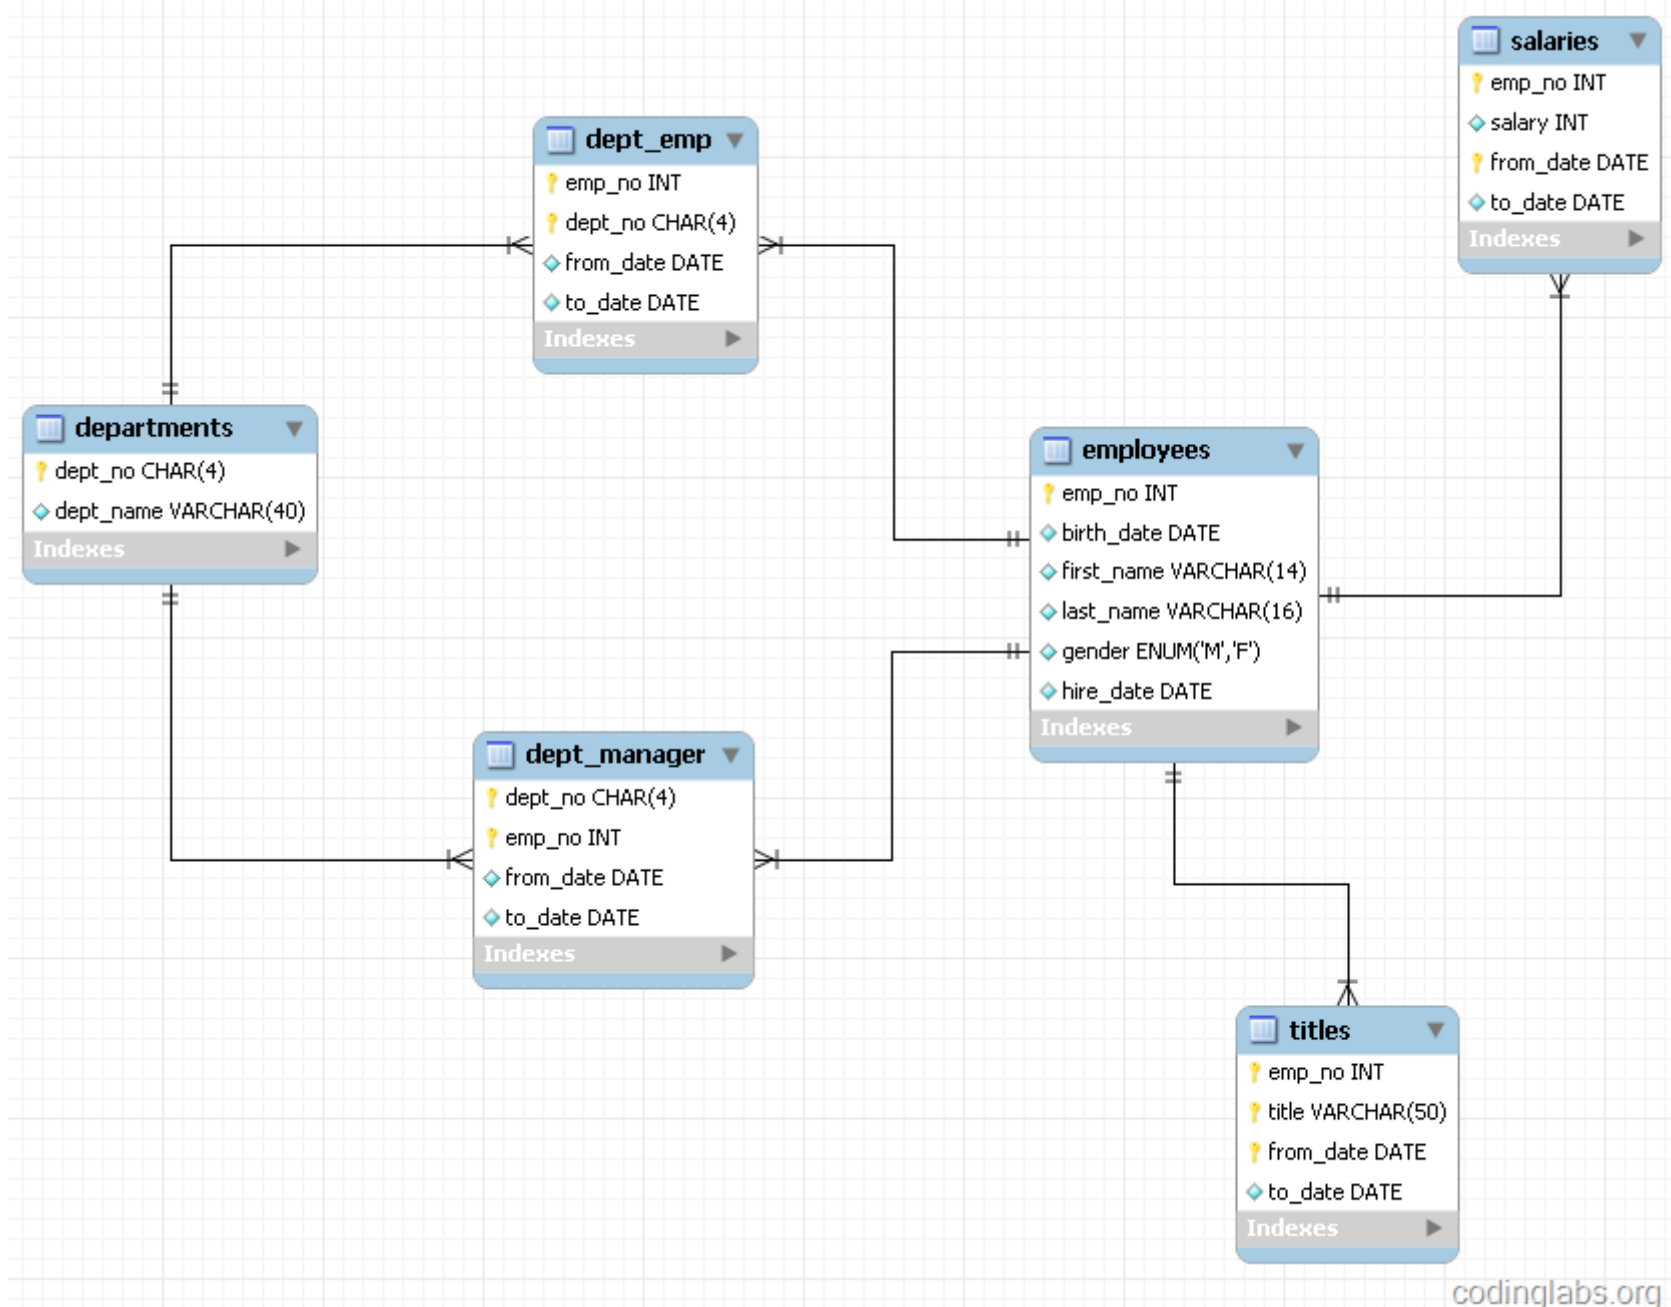 salaries
emp_no INT
salary INT
from_date DATE
to_date DATE
Indexes
dept_emp
emp_no INT
dept_no CHAR(4)
from_date DATE
to_date DATE
Indexes
departments
dept_no CHAR(4)
dept_name VARCHAR(40)
Indexes
employees
emp_no INT
birth_date DATE
first_name VARCHAR(14)
last_name VARCHAR(16)
gender ENUM('M','F')
hire_date DATE
Indexes
dept_manager
dept_no CHAR(4)
emp_no INT
from_date DATE
to_date DATE
Indexes
titles
emp_no INT
title VARCHAR(50)
from_date DATE
to_date DATE
Indexes
codinglabs.org